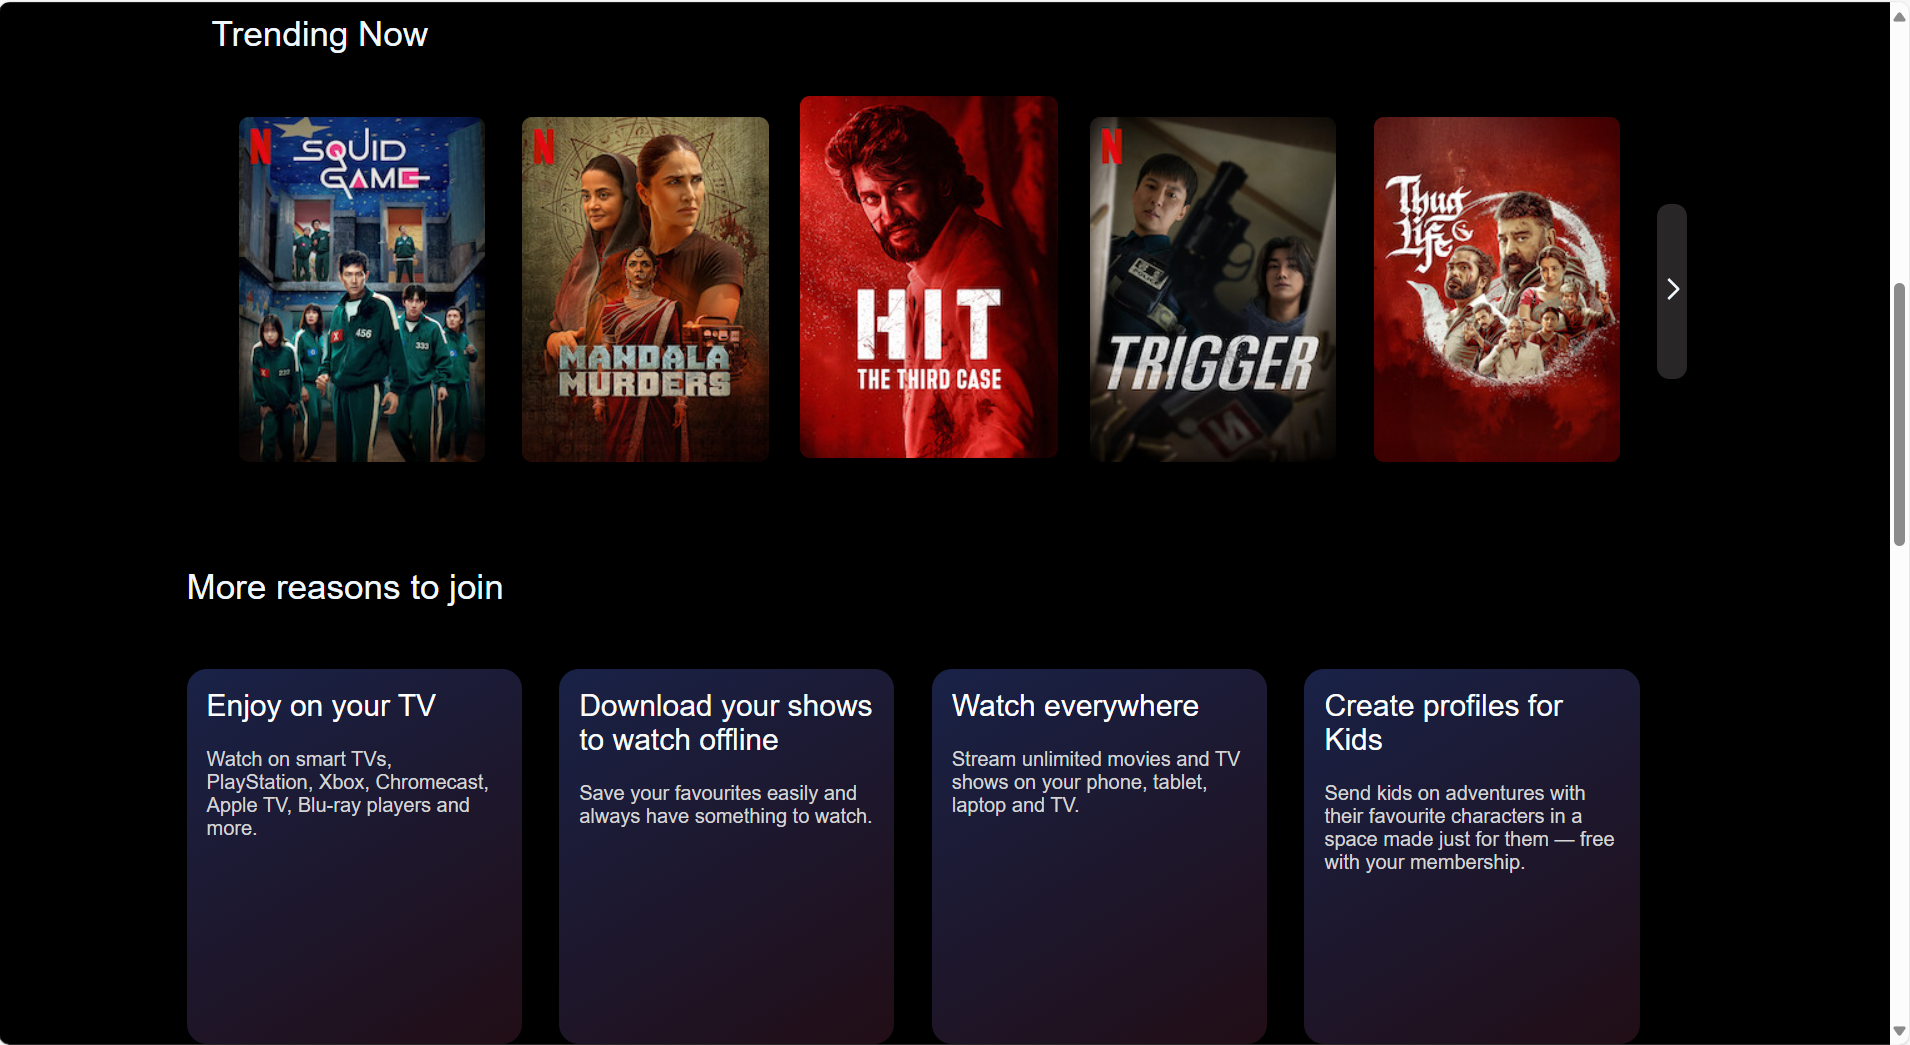 Trending Now
N
SQUID
GAME
456
333
222
N
MANDALA
MURDERS
HIT
THE THIRD CASE
N
TRIGGER
Thug
Life
More reasons to join
Enjoy on your TV
Watch on smart TVs,
PlayStation, Xbox, Chromecast,
Apple TV, Blu-ray players and
more.
Download your shows
to watch offline
Save your favourites easily and
always have something to watch.
Watch everywhere
Stream unlimited movies and TV
shows on your phone, tablet,
laptop and TV.
Create profiles for
Kids
Send kids on adventures with
their favourite characters in a
space made just for them — free
with your membership.